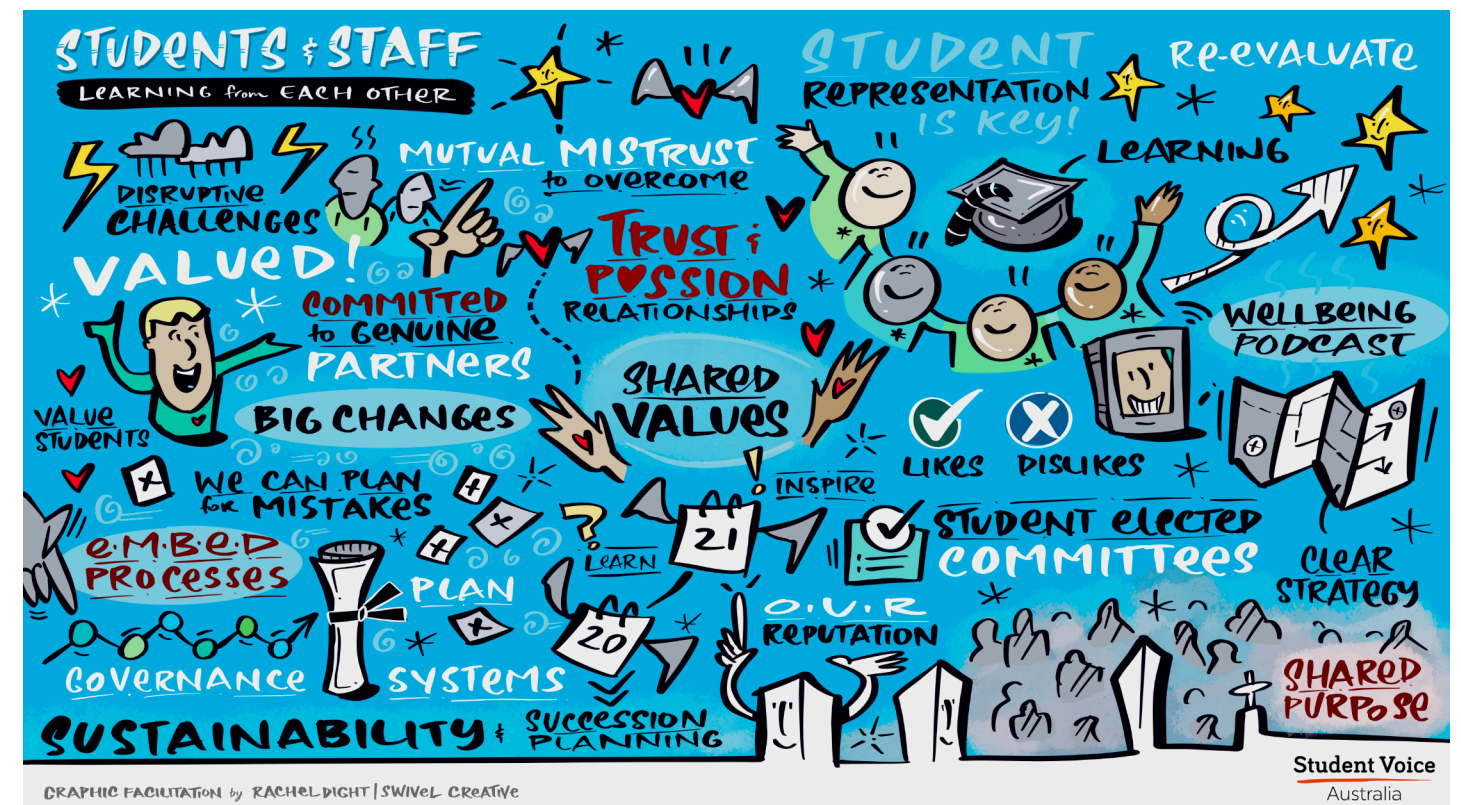 STUDENTS & STAFF
LEARNING from EACH OTHER
DISRUPTIVE
CHALLENGES
MUTUAL MISTRUST
to OVERCOME
STUDENT
REPRESENTATION
IS KEY!
RE-EVALUATE
LEARNING
VALUED!
COMMITTED
to GENUINE
PARTNERS
TRUST &
PASSION
RELATIONSHIPS
WELLBEING
PODCAST
VALUE
STUDENTS
BIG CHANGES
SHARED
VALUES
LIKES
DISLIKES
WE CAN PLAN
for MISTAKES
INSPIRE
21
STUDENT ELECTED
COMMITTEES
CLEAR
STRATEGY
E.M.B.E.D
PROCESSES
LEARN
PLAN
20
O.U.R
REPUTATION
GOVERNANCE
SYSTEMS
SHARED
PURPOSE
SUSTAINABILITY &
SUCCESSION
PLANNING
Student Voice
Australia
GRAPHIC FACILITATION by RACHEL DIGHT | SWIVEL CREATIVE